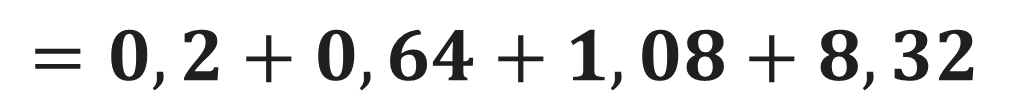 = 0, 2 + 0, 64 + 1, 08 + 8, 32